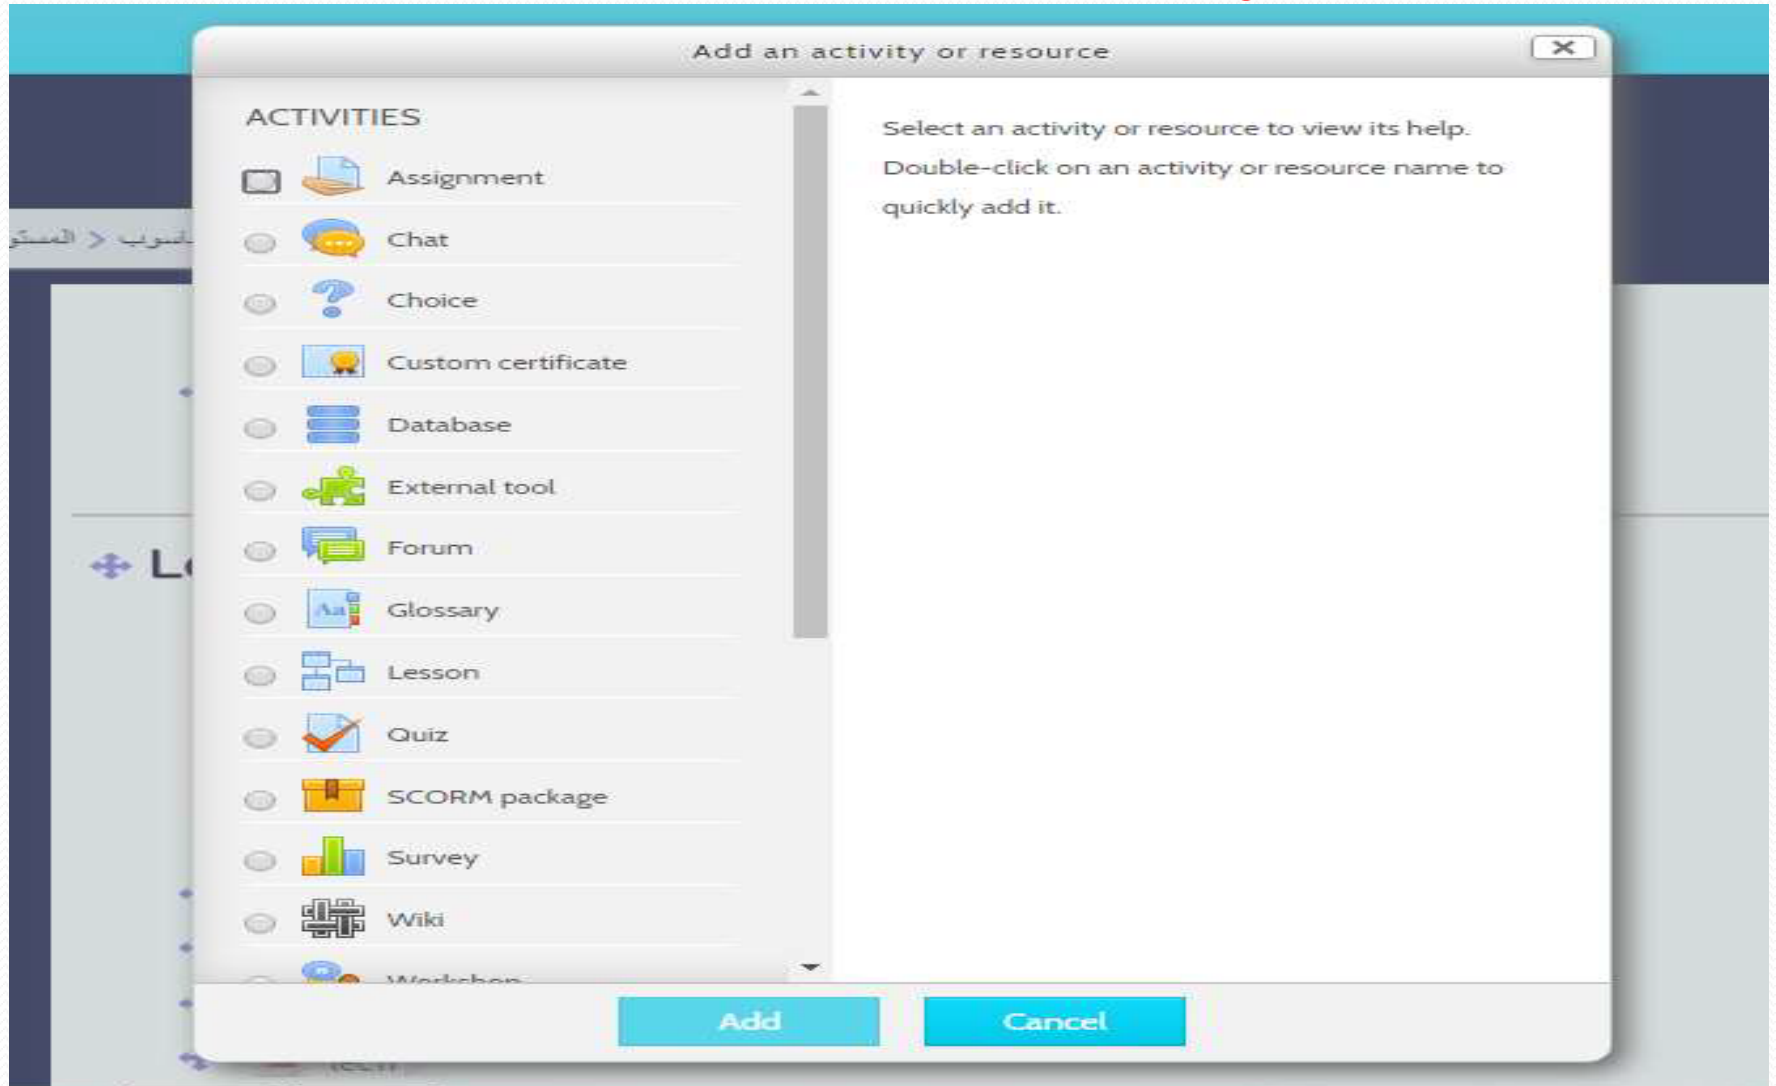 Add an activity or resource
ACTIVITIES
Assignment
Chat
Choice
Custom certificate
Database
External tool
Forum
Glossary
Lesson
Quiz
SCORM package
Survey
Wiki
Workshop
Select an activity or resource to view its help.
Double-click on an activity or resource name to
quickly add it.
Add
Cancel